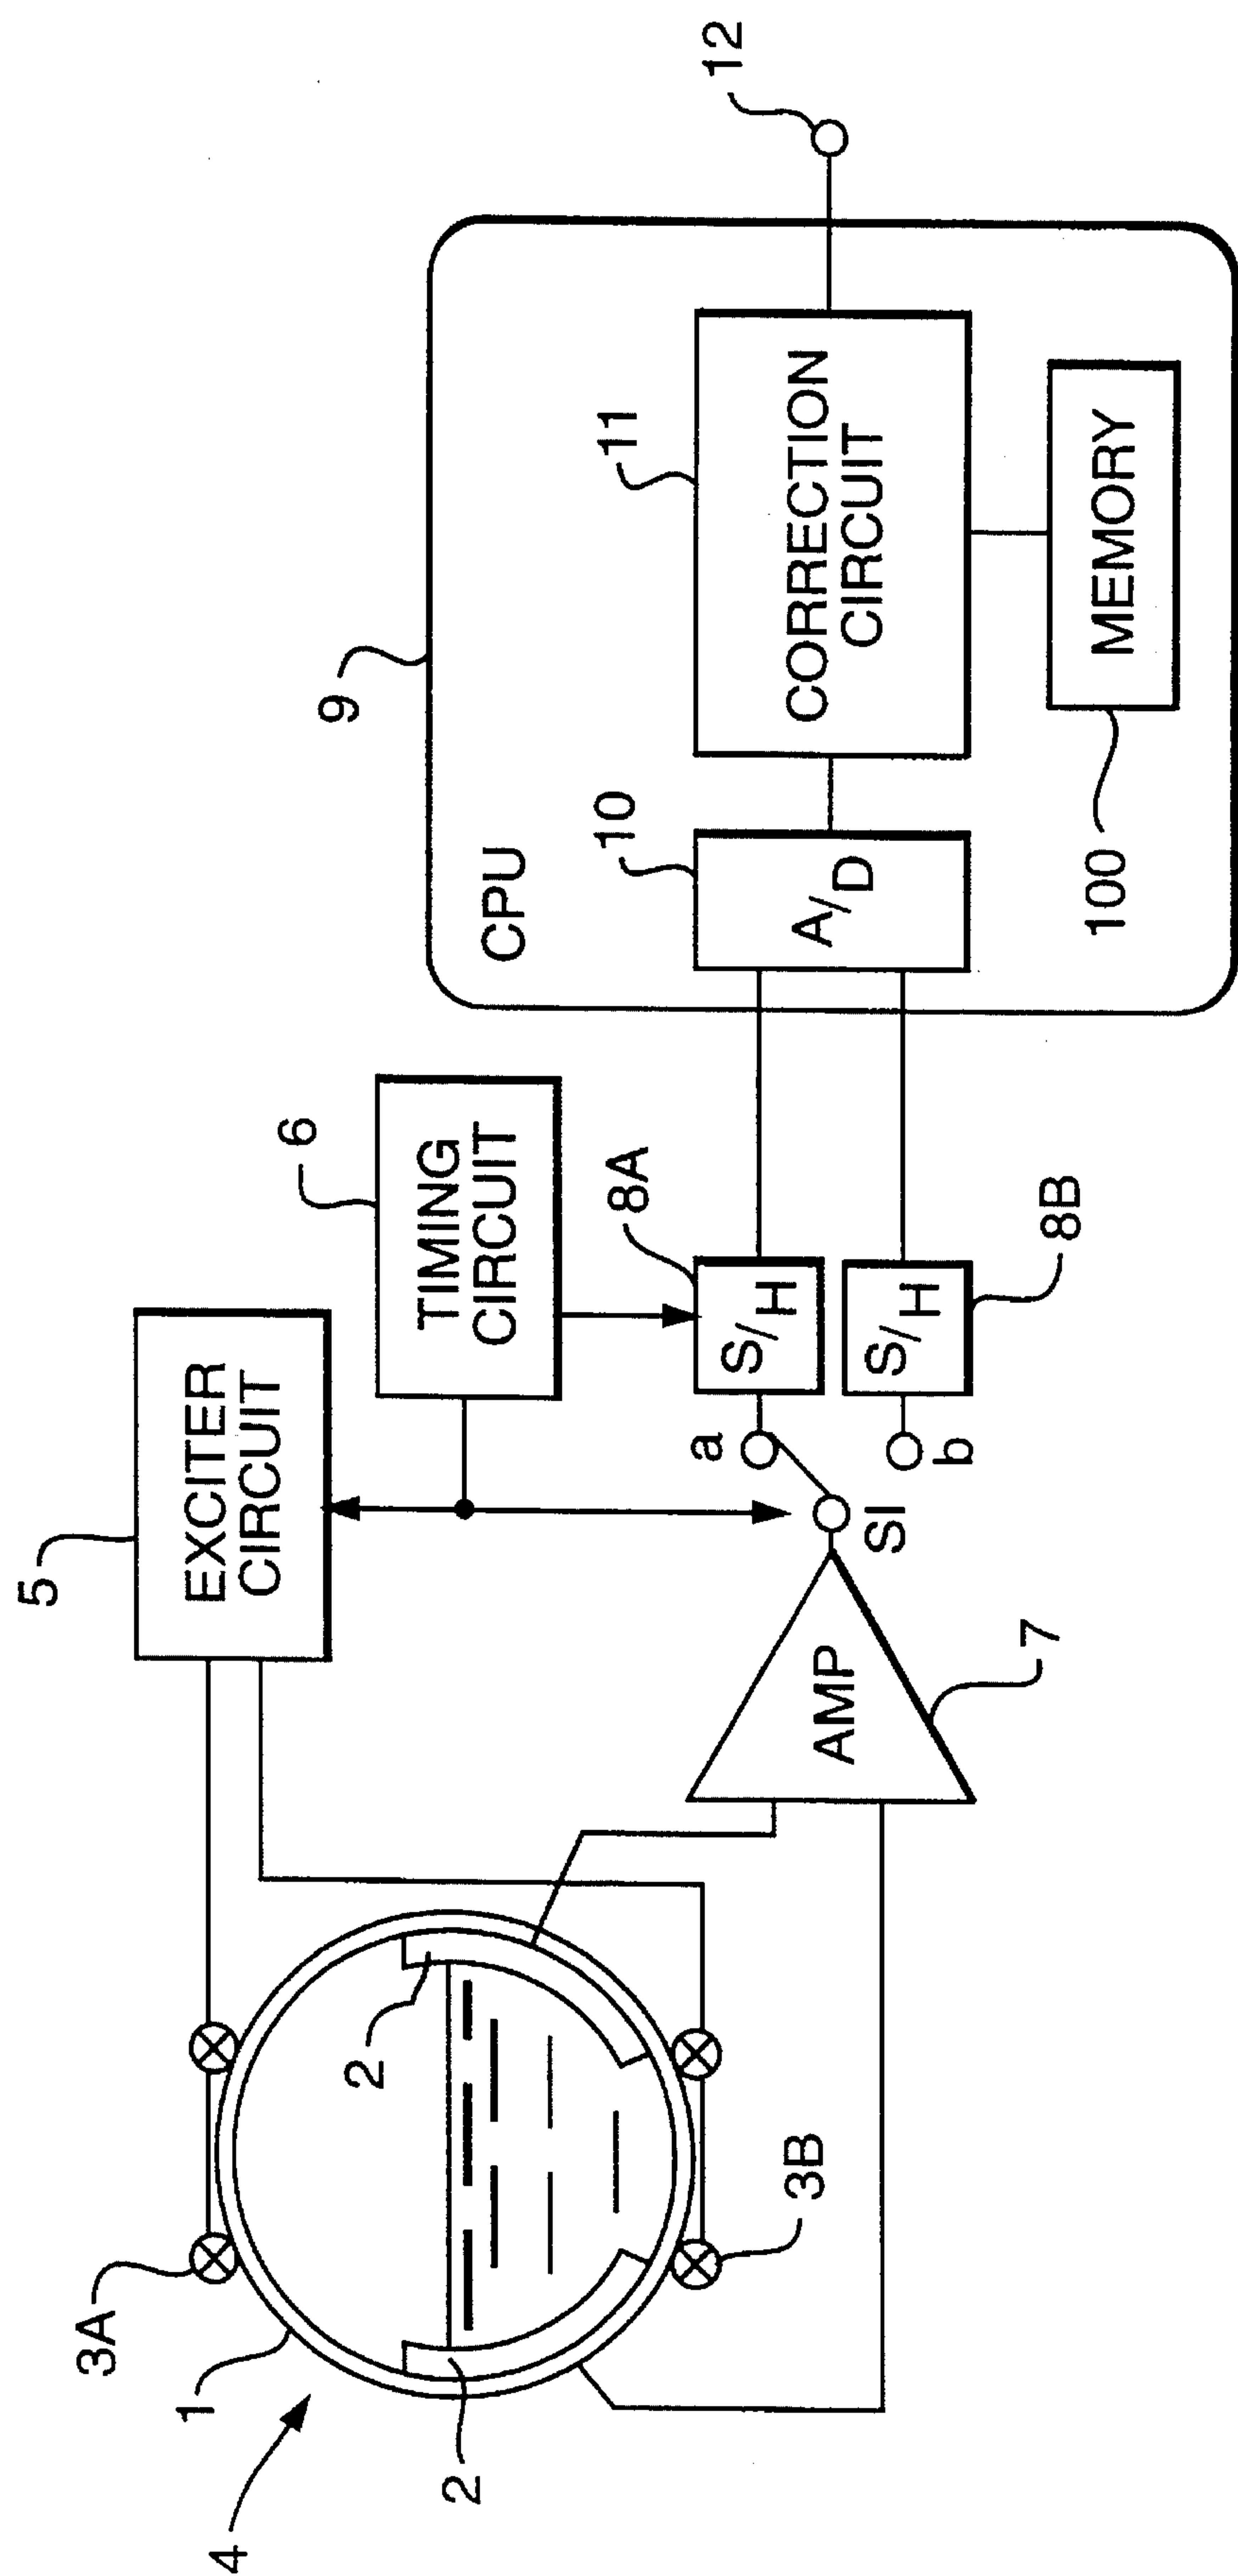 5
EXCITER
CIRCUIT
6
TIMING
CIRCUIT
9
CPU
10
A/D
11
CORRECTION
CIRCUIT
12
MEMORY
100
3A
1
4
2
2
3B
AMP
7
SI
a
b
8A
S/H
S/H
8B